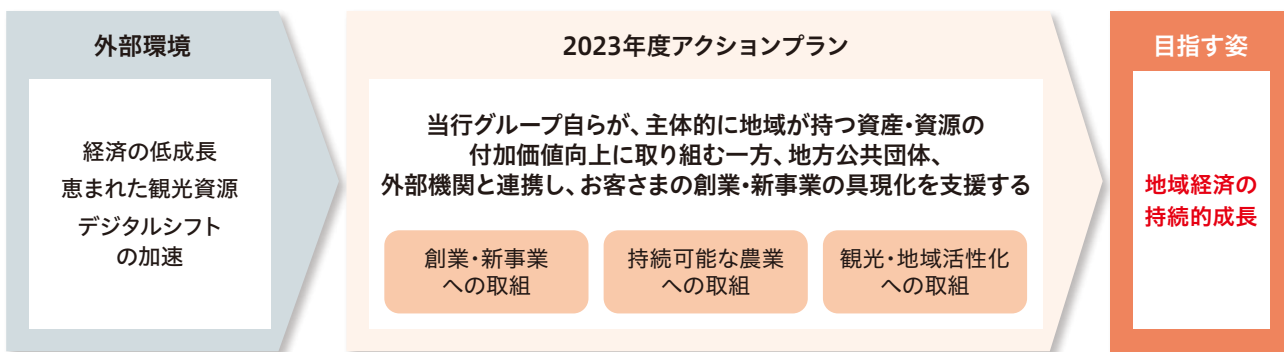 外部環境
経済の低成長
恵まれた観光資源
デジタルシフト
の加速
2023年度アクションプラン
当行グループ自らが、主体的に地域が持つ資産・資源の
付加価値向上に取り組む一方、地方公共団体、
外部機関と連携し、お客さまの創業・新事業の具現化を支援する
創業・新事業
への取組
持続可能な農業
への取組
観光・地域活性化
への取組
目指す姿
地域経済の
持続的成長